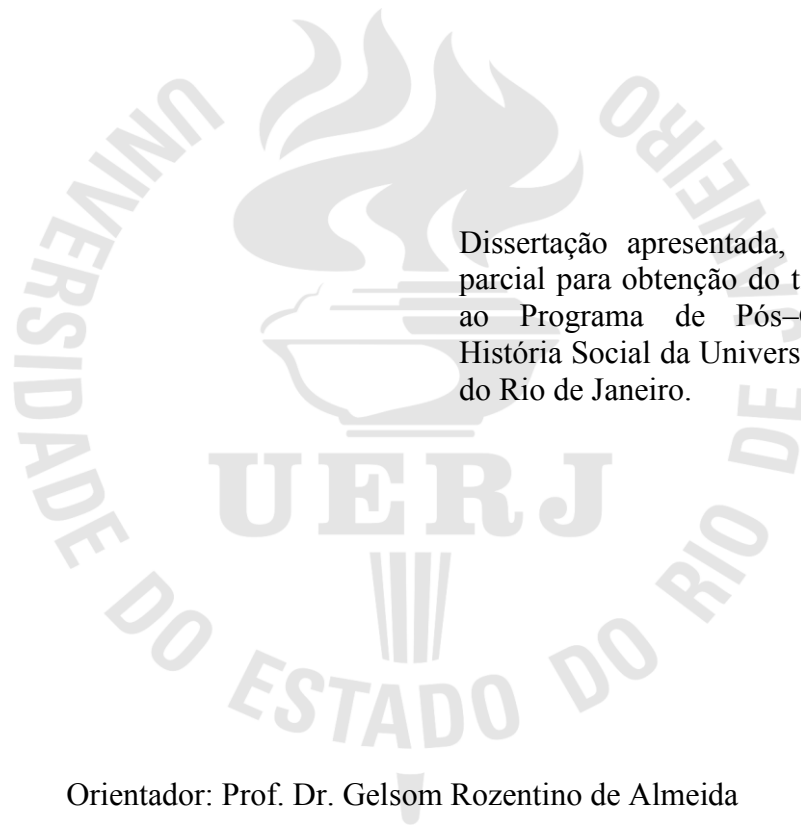 UNIVERSIDADE DO ESTADO DO RIO DE JANEIRO
UERJ
Dissertação apresentada,
parcial para obtenção do
ao Programa de
História Social da
do Rio de Janeiro.
Orientador: Prof. Dr. Gelsom Rozentino de Almeida